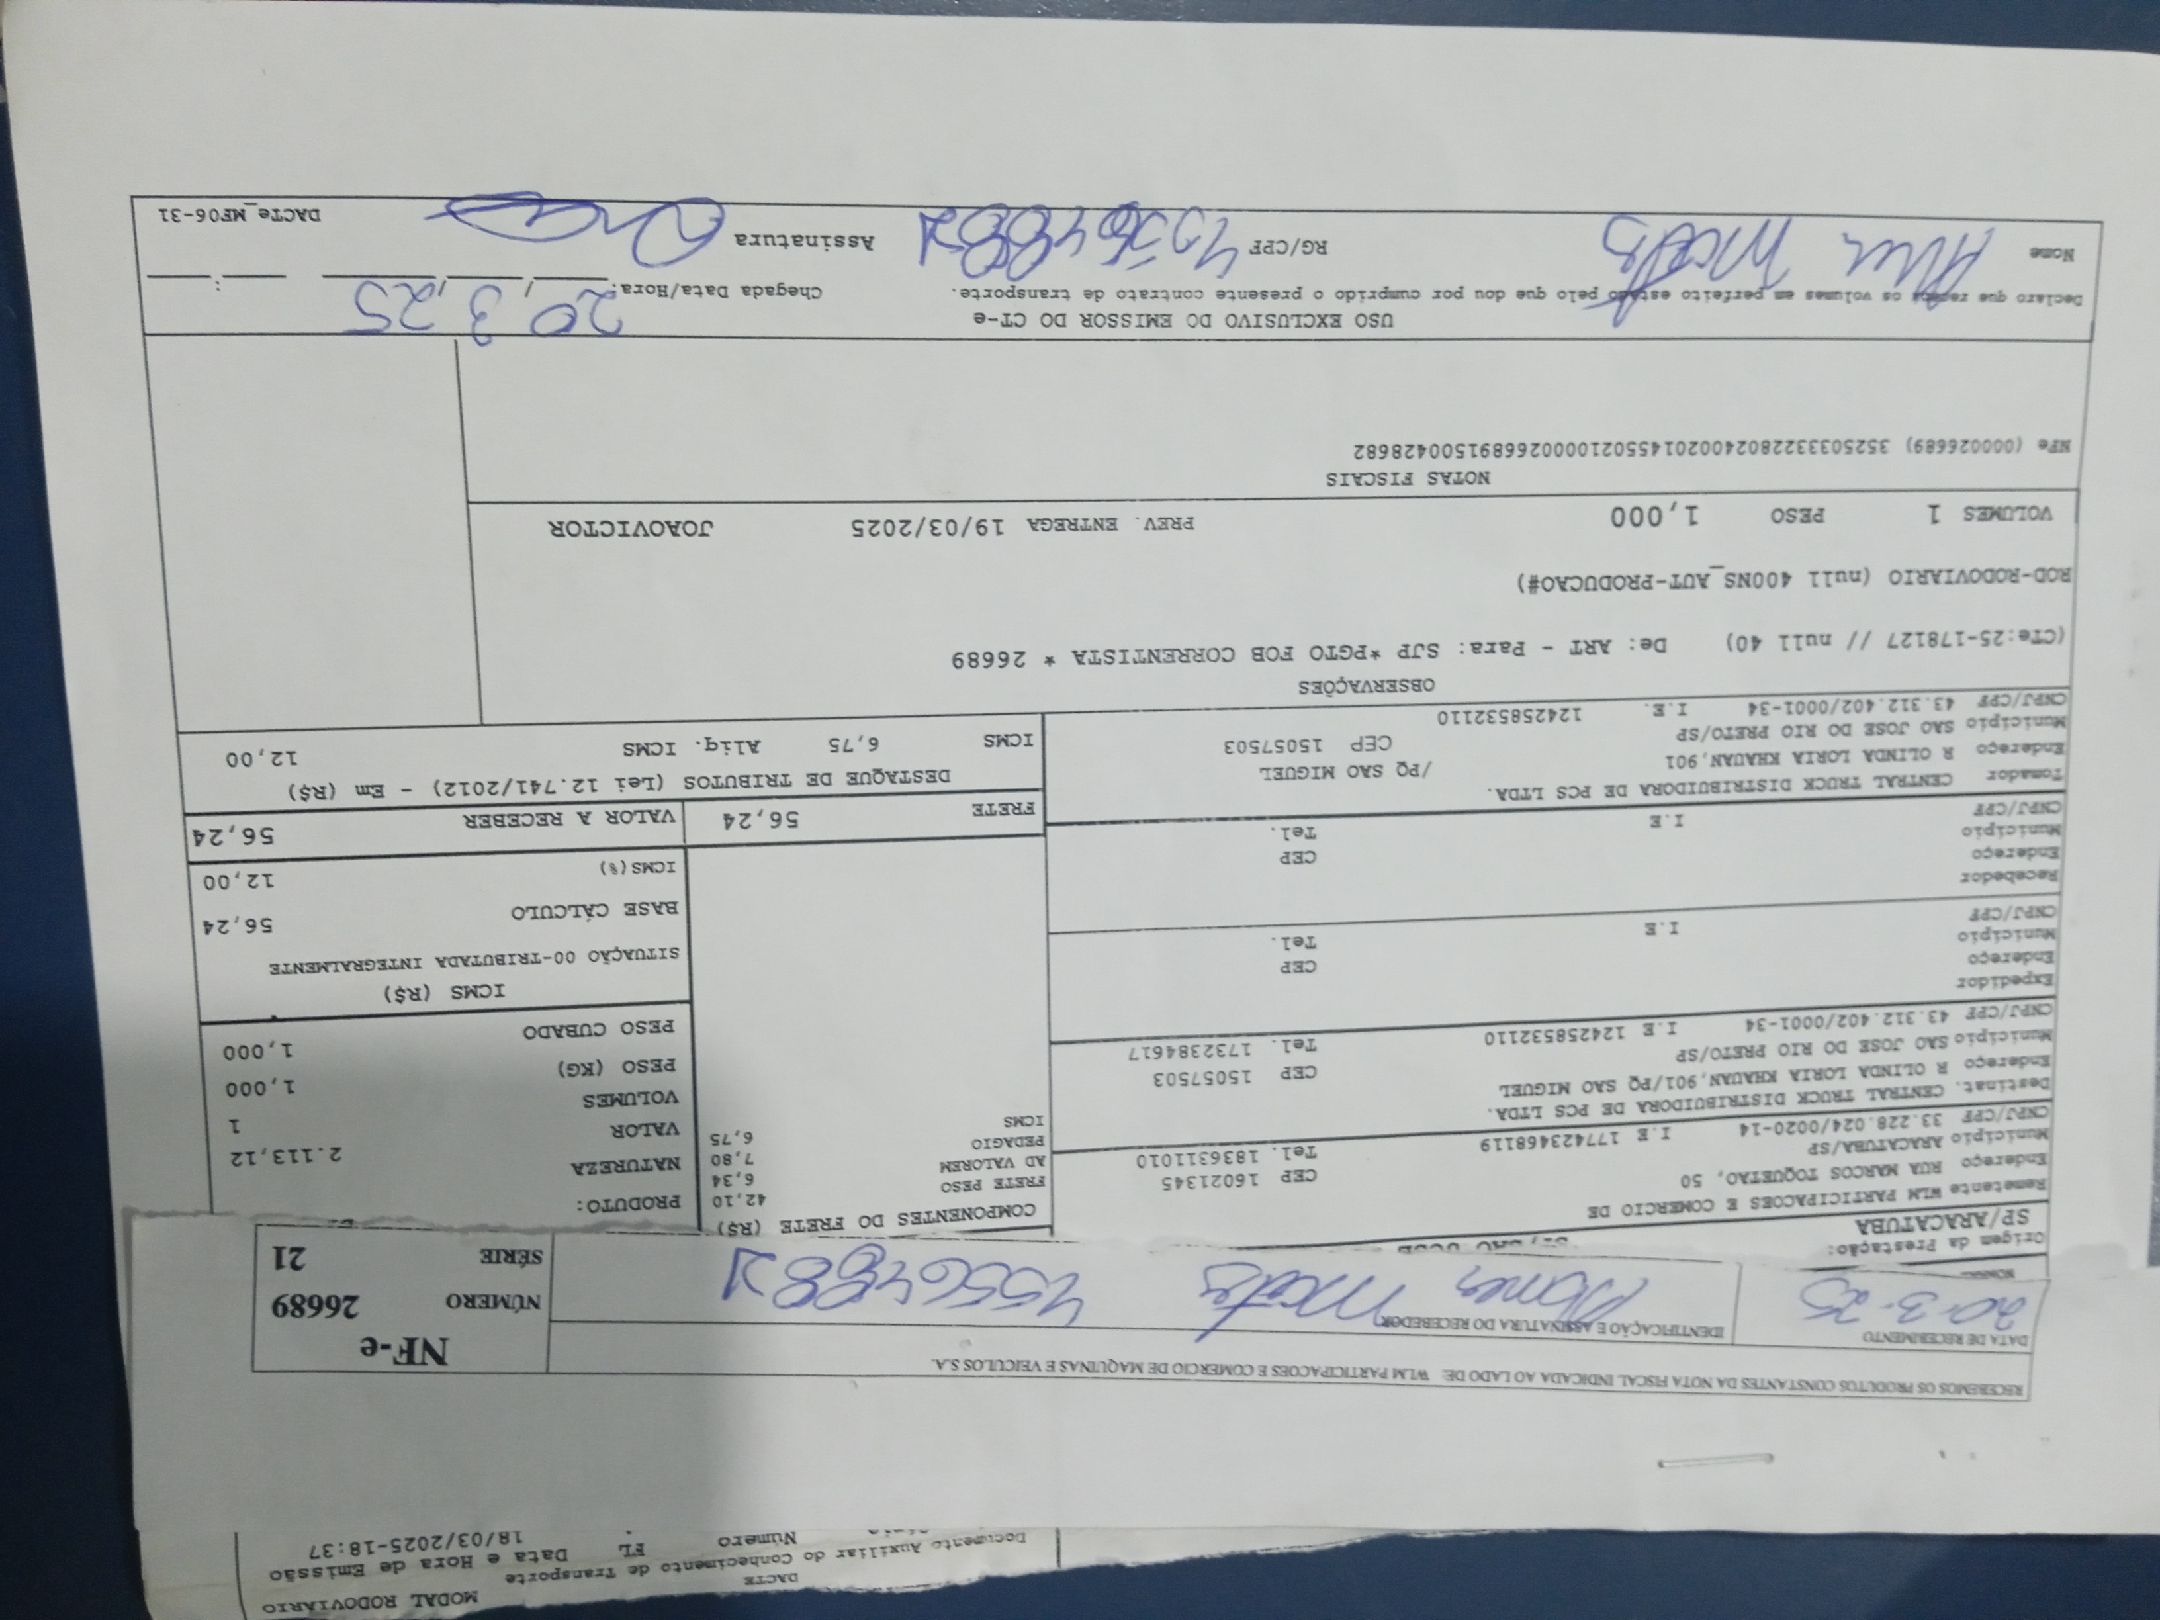 DACTE
Documento Auxiliar do Conhecimento de Transporte
MODAL RODOVIÁRIO
Número FL Data e Hora de Emissão
18/03/2025-18:37
RECEBEMOS OS PRODUTOS CONSTANTES DA NOTA FISCAL INDICADA AO LADO DE: WLM PARTICIPACOES E COMERCIO DE MAQUINAS E VEICULOS S.A.
NF-e
DATA DE RECEBIMENTO
IDENTIFICAÇÃO E ASSINATURA DO RECEBEDOR
NÚMERO 26689
20-3-25
455648821
SÉRIE 21
Origem da Prestação:
SP/ARACATUBA
Remetente WLM PARTICIPACOES E COMERCIO DE
Endereço RUA MARCOS TOQUETAO, 50
CEP 16021345
Município ARACATUBA/SP
Tel. 1836311010
CNPJ/CPF 33.228.024/0020-14 I.E 177423468119
Destinat. CENTRAL TRUCK DISTRIBUIDORA DE PCS LTDA.
Endereço R OLINDA LORIA KHAUAN,901/PQ SAO MIGUEL
CEP 15057503
Município SAO JOSE DO RIO PRETO/SP
Tel. 1732384617
CNPJ/CPF 43.312.402/0001-34 I.E 124258532110
Expedidor
Endereço
CEP
Município
Tel.
CNPJ/CPF I.E
Recebedor
Endereço
CEP
Município
Tel.
CNPJ/CPF I.E
Tomador CENTRAL TRUCK DISTRIBUIDORA DE PCS LTDA.
Endereço R OLINDA LORIA KHAUAN,901 /PQ SAO MIGUEL
Município SAO JOSE DO RIO PRETO/SP CEP 15057503
CNPJ/CPF 43.312.402/0001-34 I.E. 124258532110
COMPONENTES DO FRETE (R$)
FRETE PESO 42,10
AD VALOREM 6,34
PEDAGIO 7,80
ICMS 6,75
PRODUTO:
NATUREZA
VALOR 2.113,12
VOLUMES 1
PESO (KG) 1,000
PESO CUBADO 1,000
ICMS (R$)
SITUAÇÃO 00-TRIBUTADA INTEGRALMENTE
BASE CÁLCULO 56,24
ICMS(%) 12,00
FRETE 56,24 VALOR A RECEBER 56,24
DESTAQUE DE TRIBUTOS (Lei 12.741/2012) - Em (R$)
ICMS 6,75 Aliq. ICMS 12,00
OBSERVAÇÕES
(CTe:25-178127 // null 40) De: ART - Para: SJP *PGTO FOB CORRENTISTA * 26689
ROD-RODOVIARIO (null 400NS_AUT-PRODUCAO#)
VOLUMES 1 PESO 1,000 PREV. ENTREGA 19/03/2025 JOAOVICTOR
NOTAS FISCAIS
NFe (000026689) 35250333228024002014550210000266891500428682
USO EXCLUSIVO DO EMISSOR DO CT-e
Declaro que recebi os volumes em perfeito estado pelo que dou por cumprido o presente contrato de transporte.
Chegada Data/Hora: 20,3,25
Nome
RG/CPF 455648821
Assinatura
DACTe_MF06-31